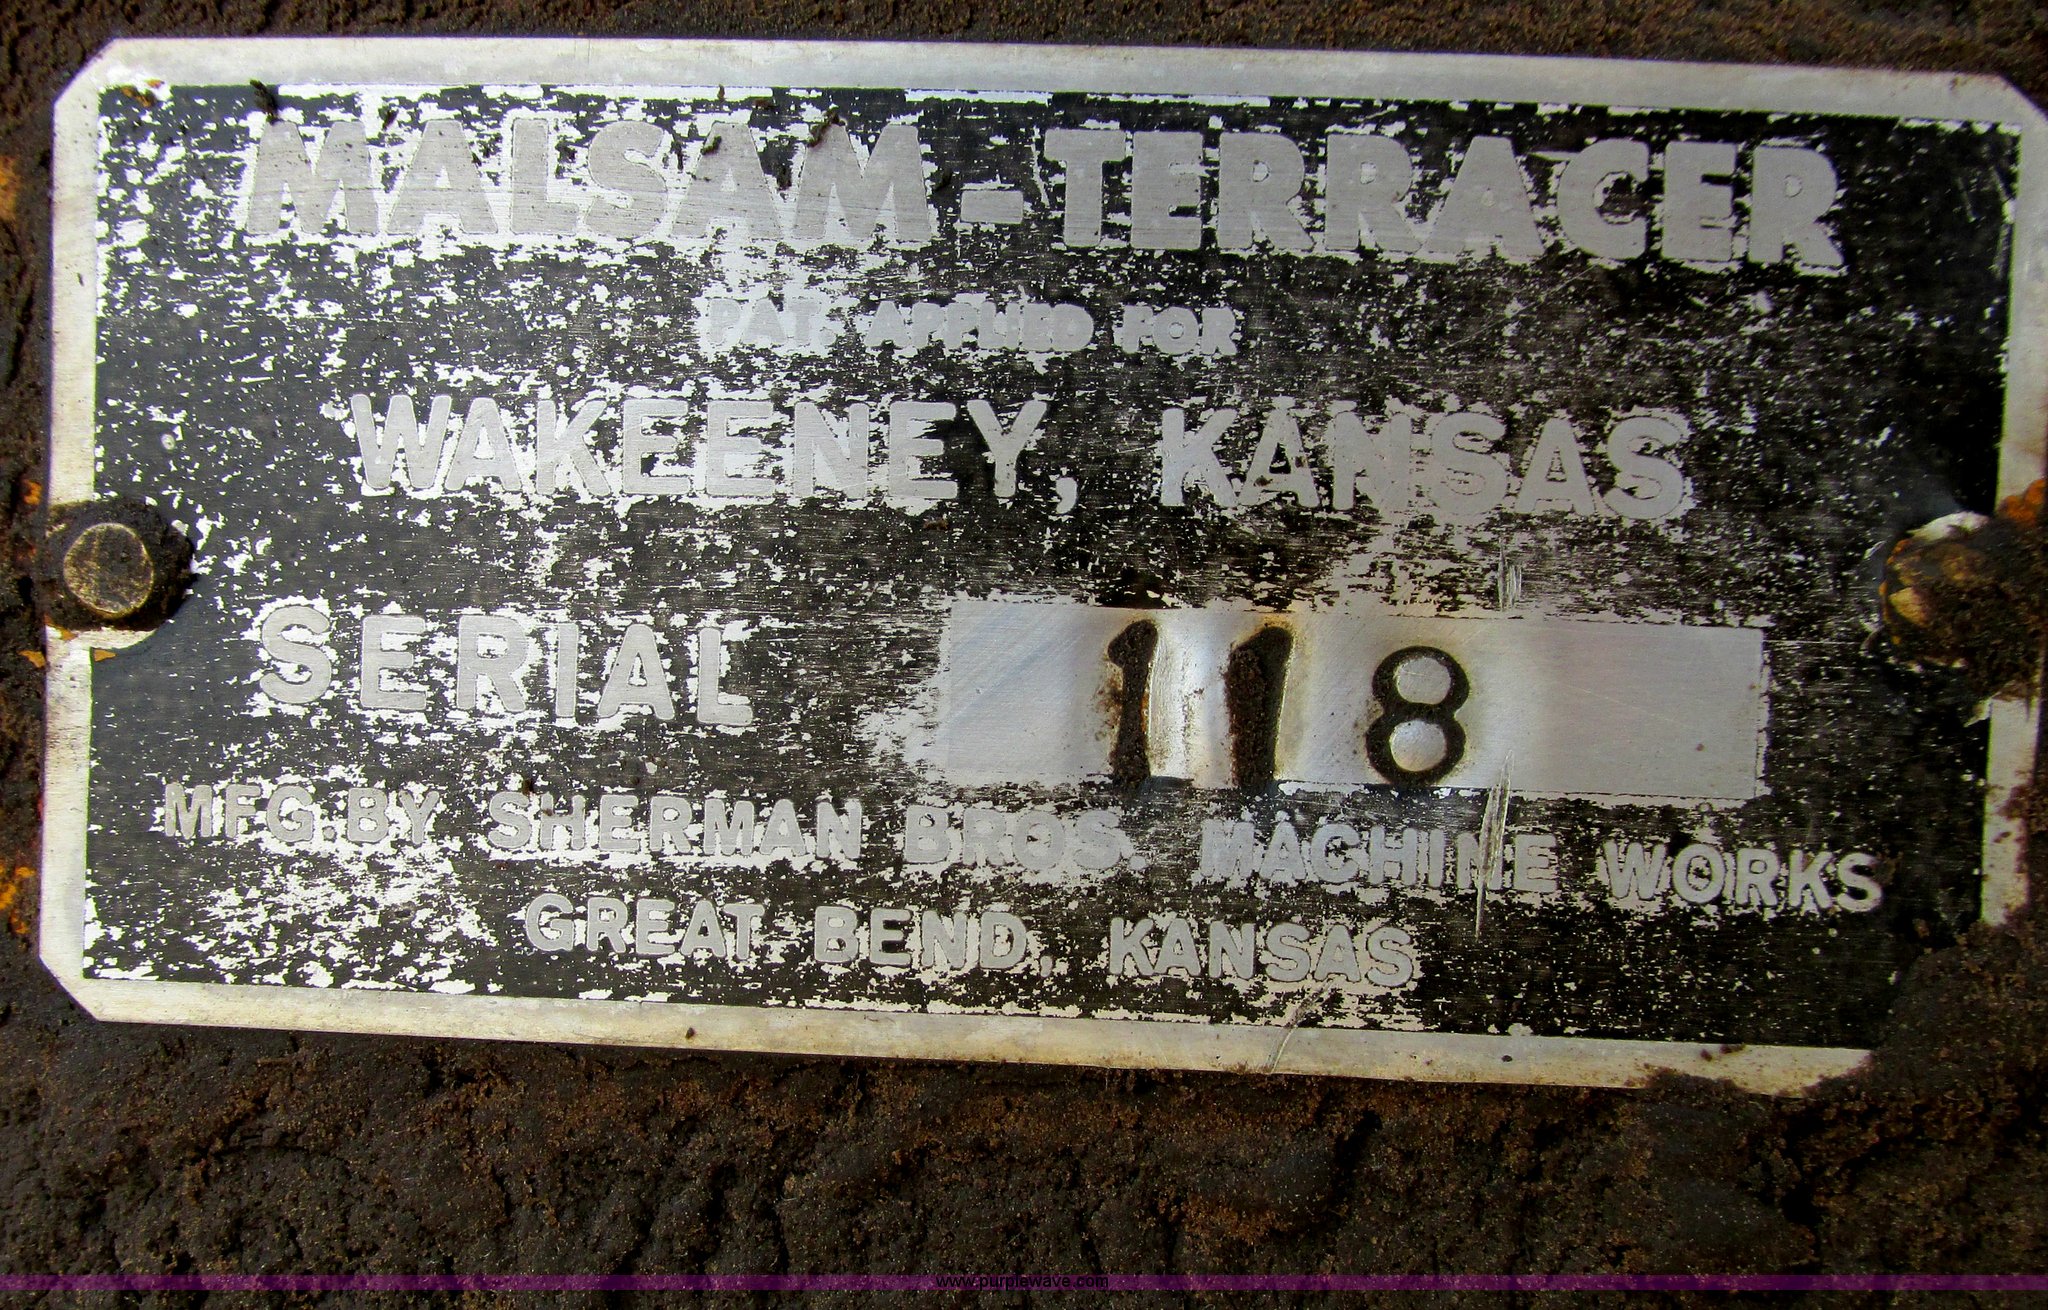 MALSAM-TERRACER
PAT. APPLIED FOR
WAKEENEY, KANSAS
SERIAL 118
MFG. BY SHERMAN BROS. MACHINE WORKS
GREAT BEND, KANSAS
www.purplewave.com